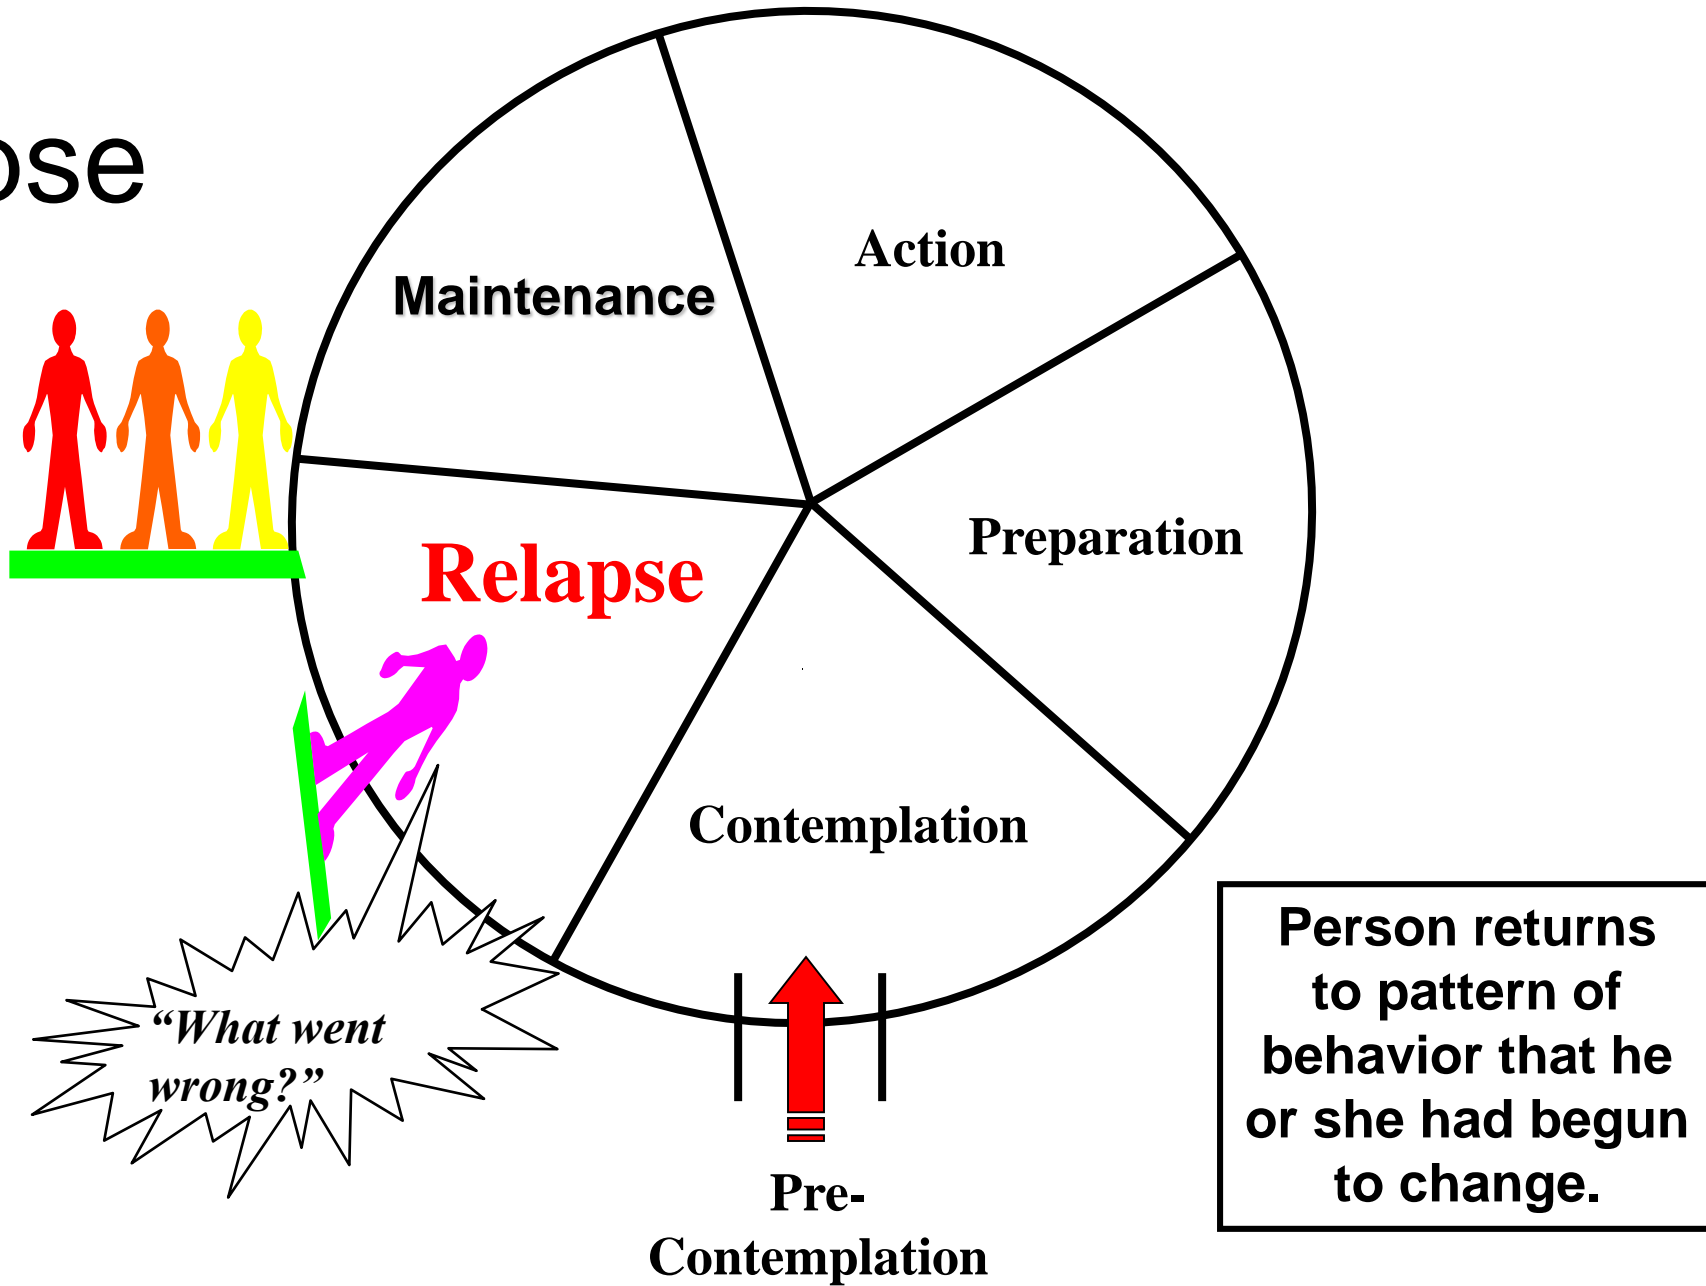 ose
Action
Maintenance
Preparation
Relapse
Contemplation
“What went
wrong?”
Pre-
Contemplation
Person returns
to pattern of
behavior that he
or she had begun
to change.